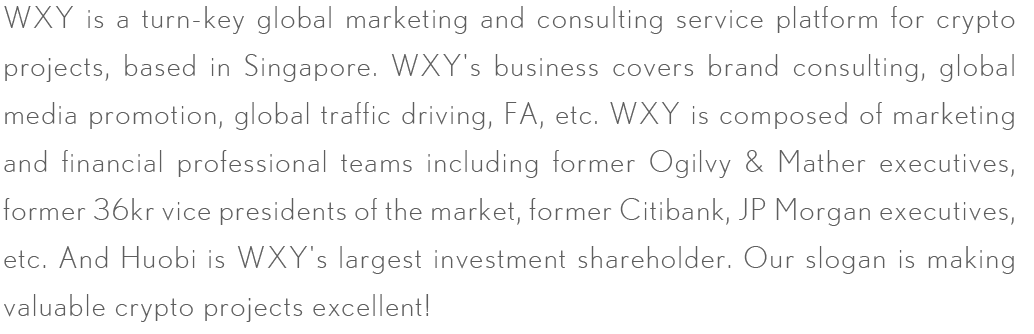 WXY is a turn-key global marketing and consulting service platform for crypto
projects, based in Singapore. WXY's business covers brand consulting, global
media promotion, global traffic driving, FA, etc. WXY is composed of marketing
and financial professional teams including former Ogilvy & Mather executives,
former 36kr vice presidents of the market, former Citibank, JP Morgan executives,
etc. And Huobi is WXY's largest investment shareholder. Our slogan is making
valuable crypto projects excellent!